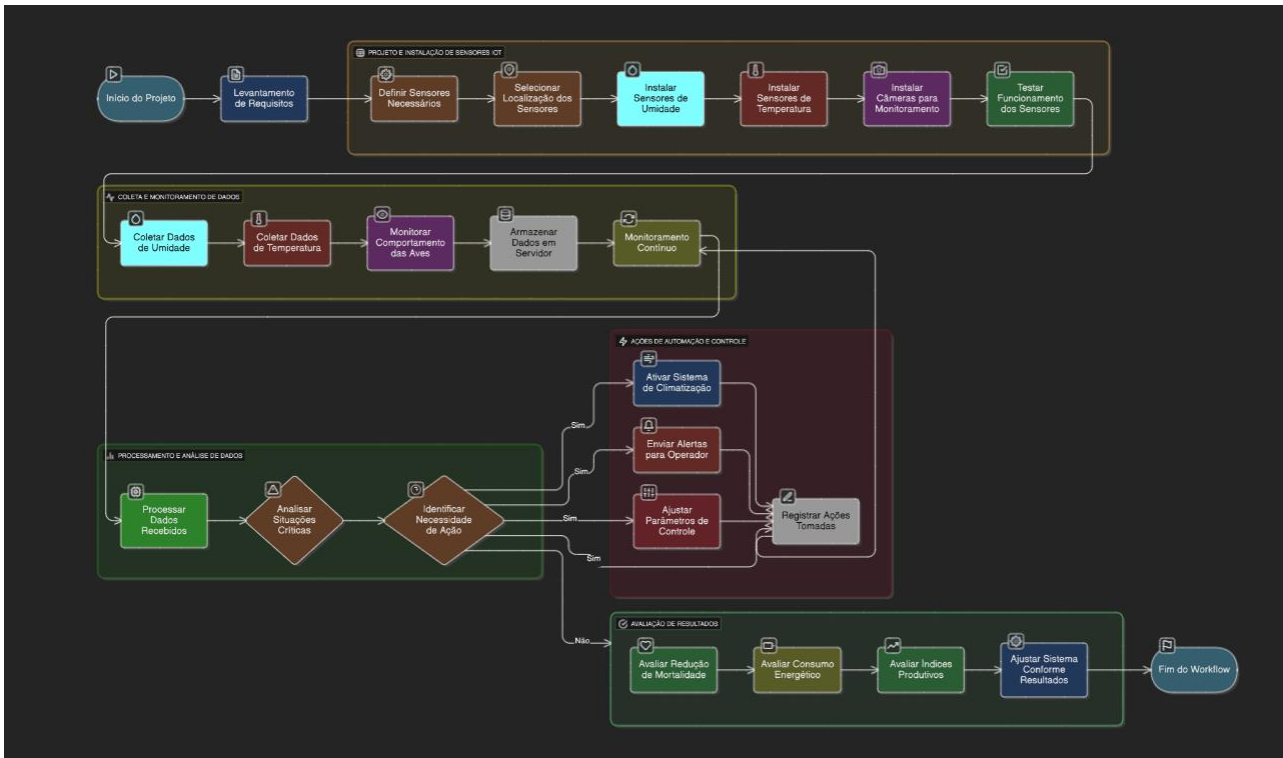 PROJETO E INSTALAÇÃO DE SENSORES IOT
Início do Projeto
Levantamento
de Requisitos
Definir Sensores
Necessários
Selecionar
Localização dos
Sensores
Instalar
Sensores de
Umidade
Instalar
Sensores de
Temperatura
Instalar
Câmeras para
Monitoramento
Testar
Funcionamento
dos Sensores
COLETA E MONITORAMENTO DE DADOS
Coletar Dados
de Umidade
Coletar Dados
de Temperatura
Monitorar
Comportamento
das Aves
Armazenar
Dados em
Servidor
Monitoramento
Contínuo
PROCESSAMENTO E ANÁLISE DE DADOS
Processar
Dados
Recebidos
Analisar
Situações
Críticas
Identificar
Necessidade
de Ação
Sim
Sim
Sim
Sim
Não
AÇÕES DE AUTOMAÇÃO E CONTROLE
Ativar Sistema
de Climatização
Enviar Alertas
para Operador
Ajustar
Parâmetros de
Controle
Registrar Ações
Tomadas
AVALIAÇÃO DE RESULTADOS
Avaliar Redução
de Mortalidade
Avaliar Consumo
Energético
Avaliar Índices
Produtivos
Ajustar Sistema
Conforme
Resultados
Fim do Workflow